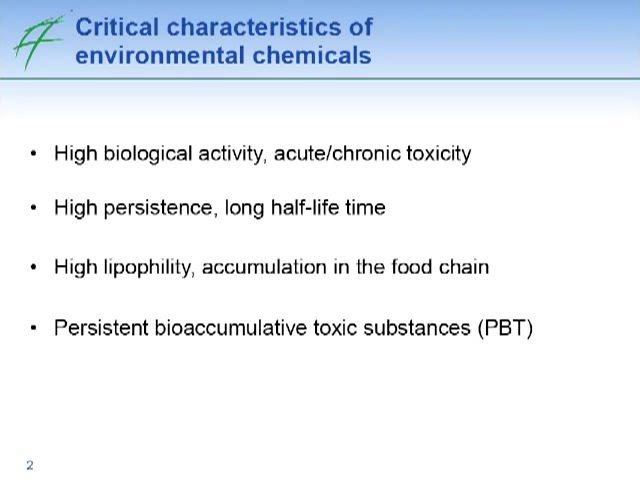 Critical characteristics of
environmental chemicals
• High biological activity, acute/chronic toxicity
• High persistence, long half-life time
• High lipophility, accumulation in the food chain
• Persistent bioaccumulative toxic substances (PBT)
2